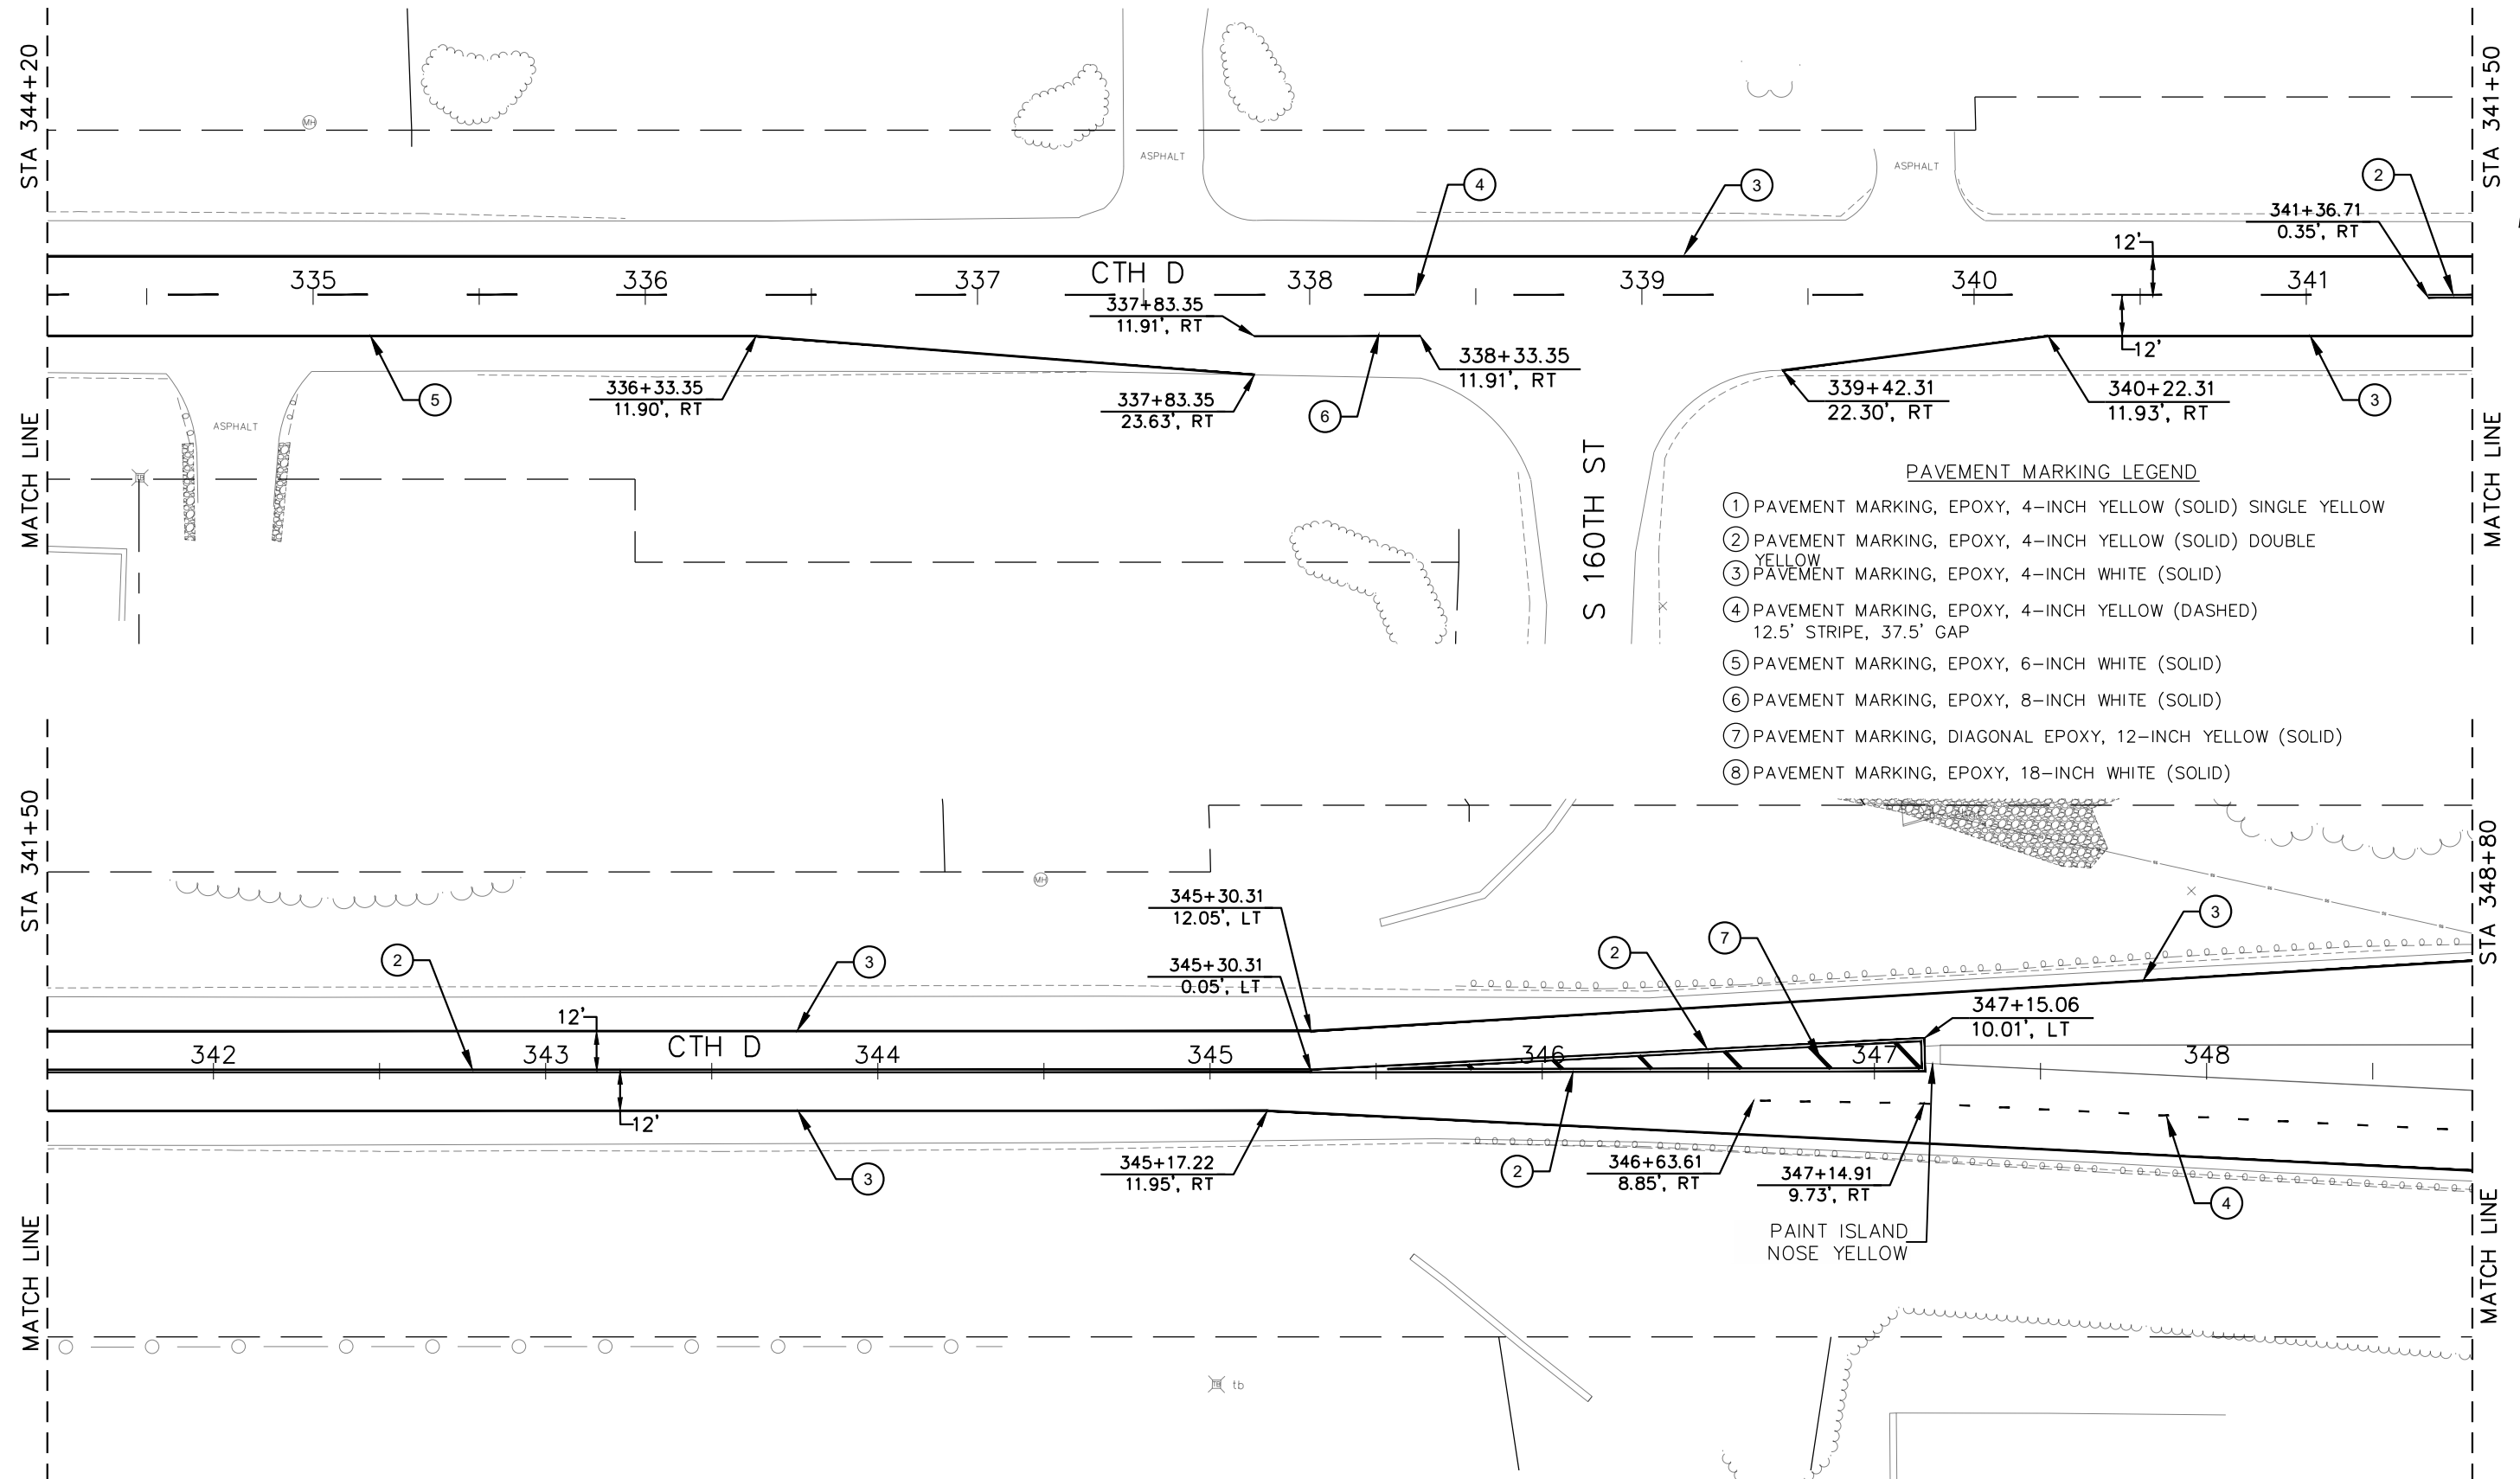 STA 344+20
MATCH LINE
STA 341+50
MATCH LINE
MH
ASPHALT
ASPHALT
4
3
2
341+36.71
0.35', RT
12'
CTH D
335
336
337
338
339
340
341
337+83.35
11.91', RT
338+33.35
11.91', RT
12'
336+33.35
11.90', RT
337+83.35
23.63', RT
339+42.31
22.30', RT
340+22.31
11.93', RT
5
6
3
ASPHALT
TB
S 160TH ST
PAVEMENT MARKING LEGEND
1 PAVEMENT MARKING, EPOXY, 4-INCH YELLOW (SOLID) SINGLE YELLOW
2 PAVEMENT MARKING, EPOXY, 4-INCH YELLOW (SOLID) DOUBLE
YELLOW
3 PAVEMENT MARKING, EPOXY, 4-INCH WHITE (SOLID)
4 PAVEMENT MARKING, EPOXY, 4-INCH YELLOW (DASHED)
12.5' STRIPE, 37.5' GAP
5 PAVEMENT MARKING, EPOXY, 6-INCH WHITE (SOLID)
6 PAVEMENT MARKING, EPOXY, 8-INCH WHITE (SOLID)
7 PAVEMENT MARKING, DIAGONAL EPOXY, 12-INCH YELLOW (SOLID)
8 PAVEMENT MARKING, EPOXY, 18-INCH WHITE (SOLID)
STA 341+50
MATCH LINE
STA 348+80
MATCH LINE
MH
345+30.31
12.05', LT
345+30.31
0.05', LT
2
3
2
7
3
347+15.06
10.01', LT
12'
CTH D
342
343
344
345
346
347
348
12'
3
345+17.22
11.95', RT
2
346+63.61
8.85', RT
347+14.91
9.73', RT
4
PAINT ISLAND
NOSE YELLOW
TB
tb